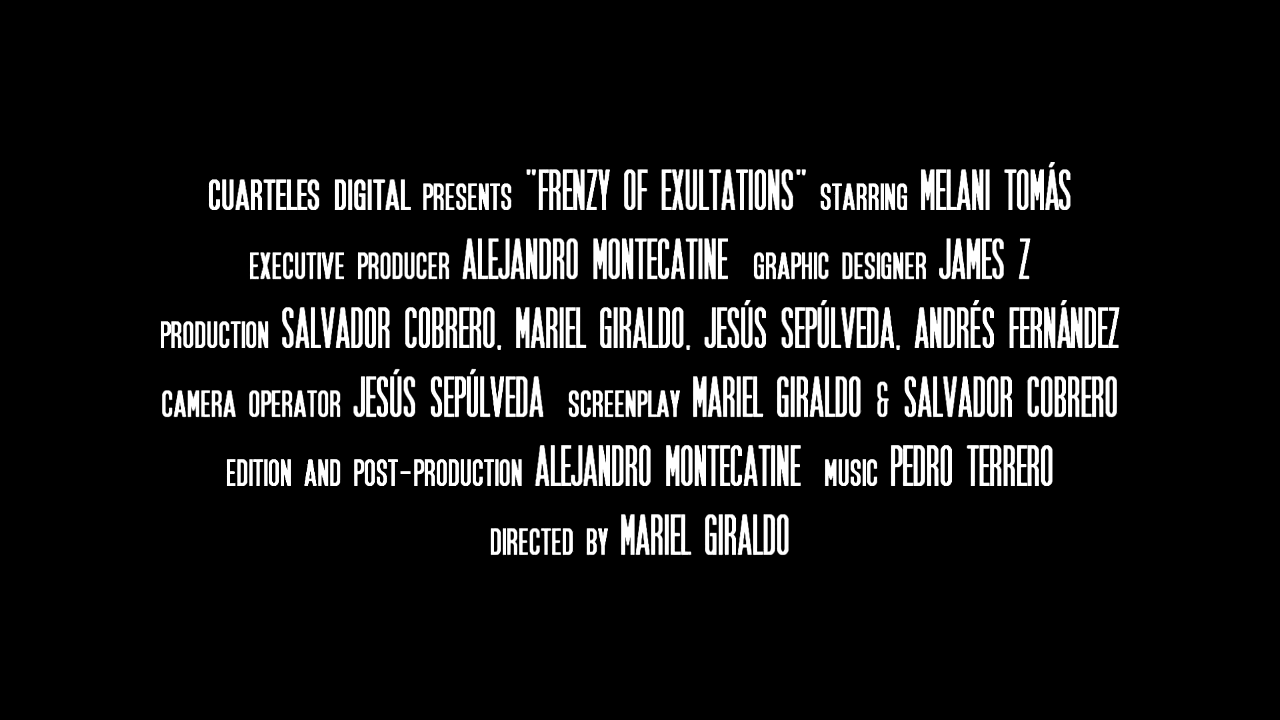 CUARTELES DIGITAL PRESENTS "FRENZY OF EXULTATIONS" STARRING MELANI TOMÁS
EXECUTIVE PRODUCER ALEJANDRO MONTECATINE GRAPHIC DESIGNER JAMES Z
PRODUCTION SALVADOR COBRERO, MARIEL GIRALDO, JESÚS SEPÚLVEDA, ANDRÉS FERNÁNDEZ
CAMERA OPERATOR JESÚS SEPÚLVEDA SCREENPLAY MARIEL GIRALDO & SALVADOR COBRERO
EDITION AND POST-PRODUCTION ALEJANDRO MONTECATINE MUSIC PEDRO TERRERO
DIRECTED BY MARIEL GIRALDO